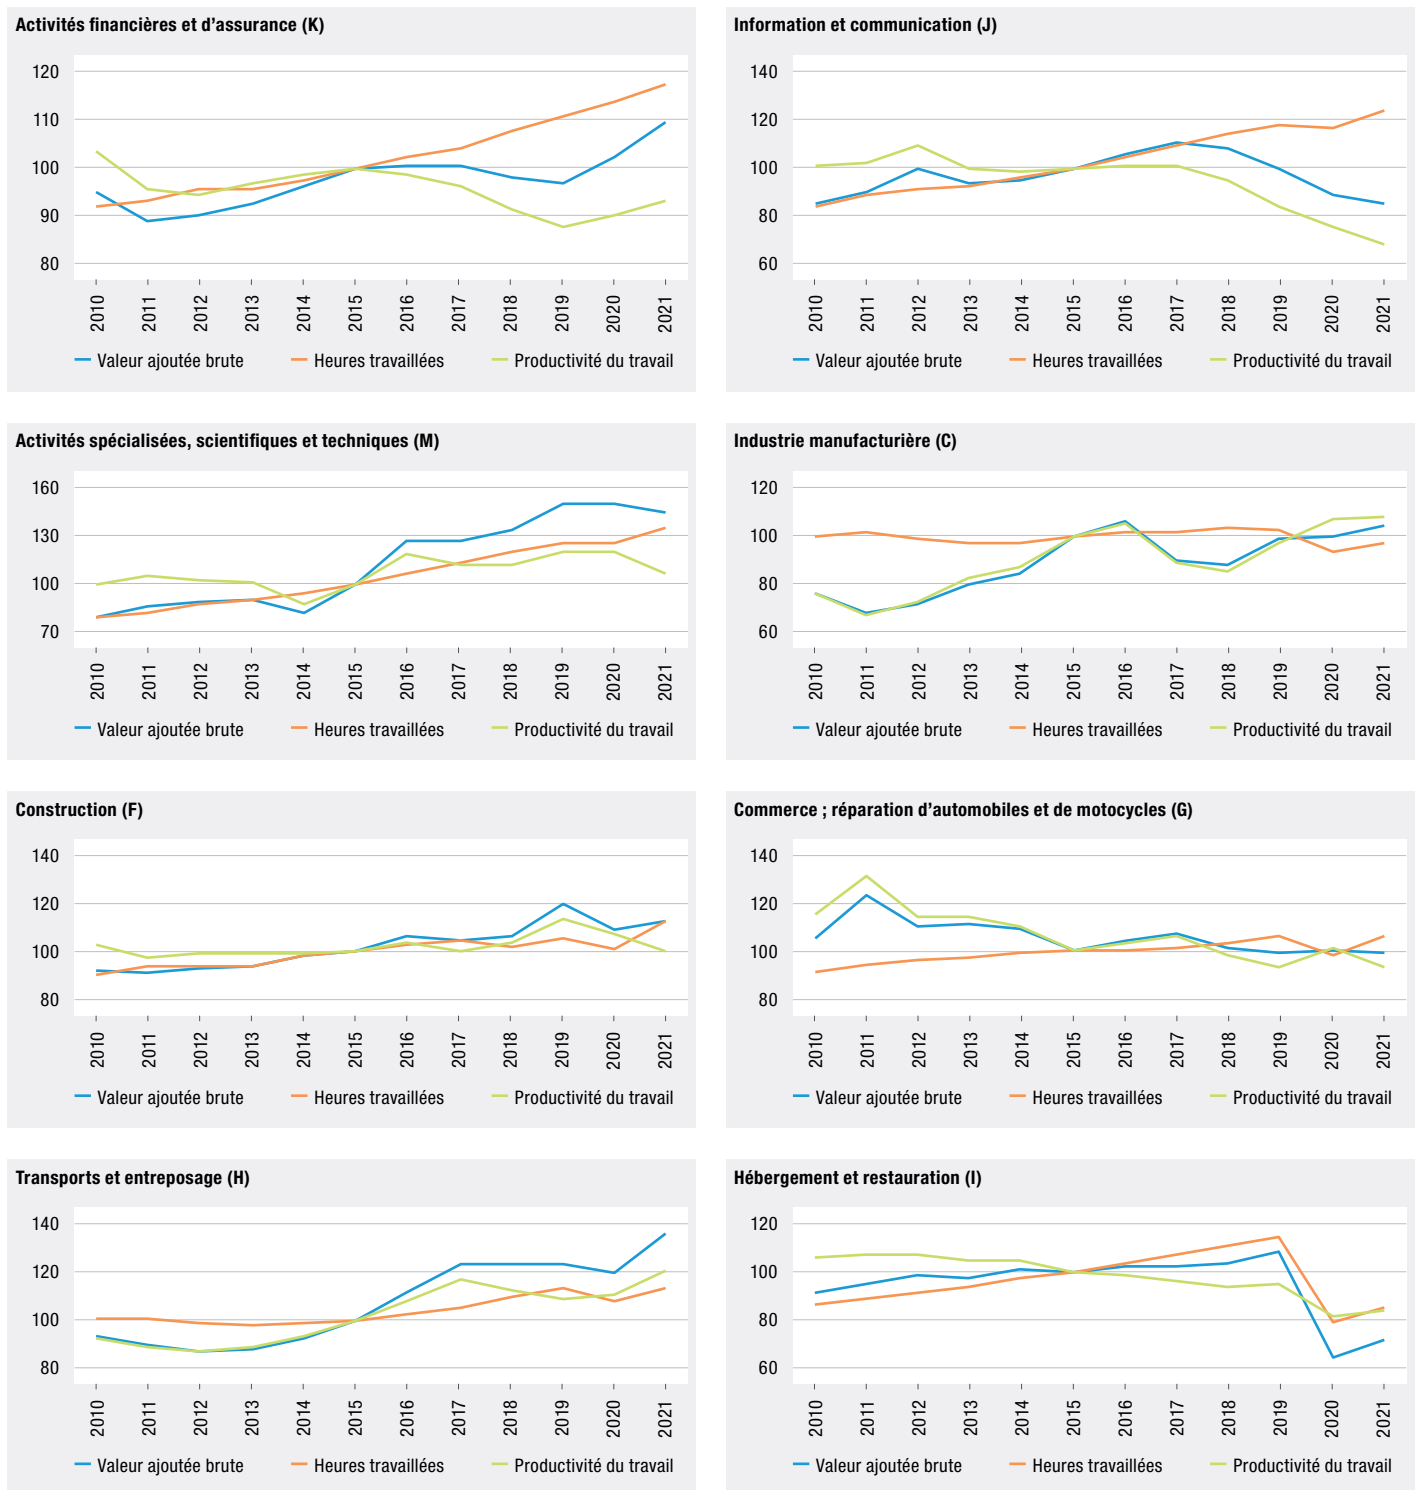 Activités financières et d’assurance (K)
120
110
100
90
80
2010 2011 2012 2013 2014 2015 2016 2017 2018 2019 2020 2021
Valeur ajoutée brute Heures travaillées Productivité du travail
Information et communication (J)
140
120
100
80
60
2010 2011 2012 2013 2014 2015 2016 2017 2018 2019 2020 2021
Valeur ajoutée brute Heures travaillées Productivité du travail
Activités spécialisées, scientifiques et techniques (M)
160
130
100
70
2010 2011 2012 2013 2014 2015 2016 2017 2018 2019 2020 2021
Valeur ajoutée brute Heures travaillées Productivité du travail
Industrie manufacturière (C)
120
100
80
60
2010 2011 2012 2013 2014 2015 2016 2017 2018 2019 2020 2021
Valeur ajoutée brute Heures travaillées Productivité du travail
Construction (F)
140
120
100
80
2010 2011 2012 2013 2014 2015 2016 2017 2018 2019 2020 2021
Valeur ajoutée brute Heures travaillées Productivité du travail
Commerce ; réparation d’automobiles et de motocycles (G)
140
120
100
80
2010 2011 2012 2013 2014 2015 2016 2017 2018 2019 2020 2021
Valeur ajoutée brute Heures travaillées Productivité du travail
Transports et entreposage (H)
140
120
100
80
2010 2011 2012 2013 2014 2015 2016 2017 2018 2019 2020 2021
Valeur ajoutée brute Heures travaillées Productivité du travail
Hébergement et restauration (I)
120
100
80
60
2010 2011 2012 2013 2014 2015 2016 2017 2018 2019 2020 2021
Valeur ajoutée brute Heures travaillées Productivité du travail